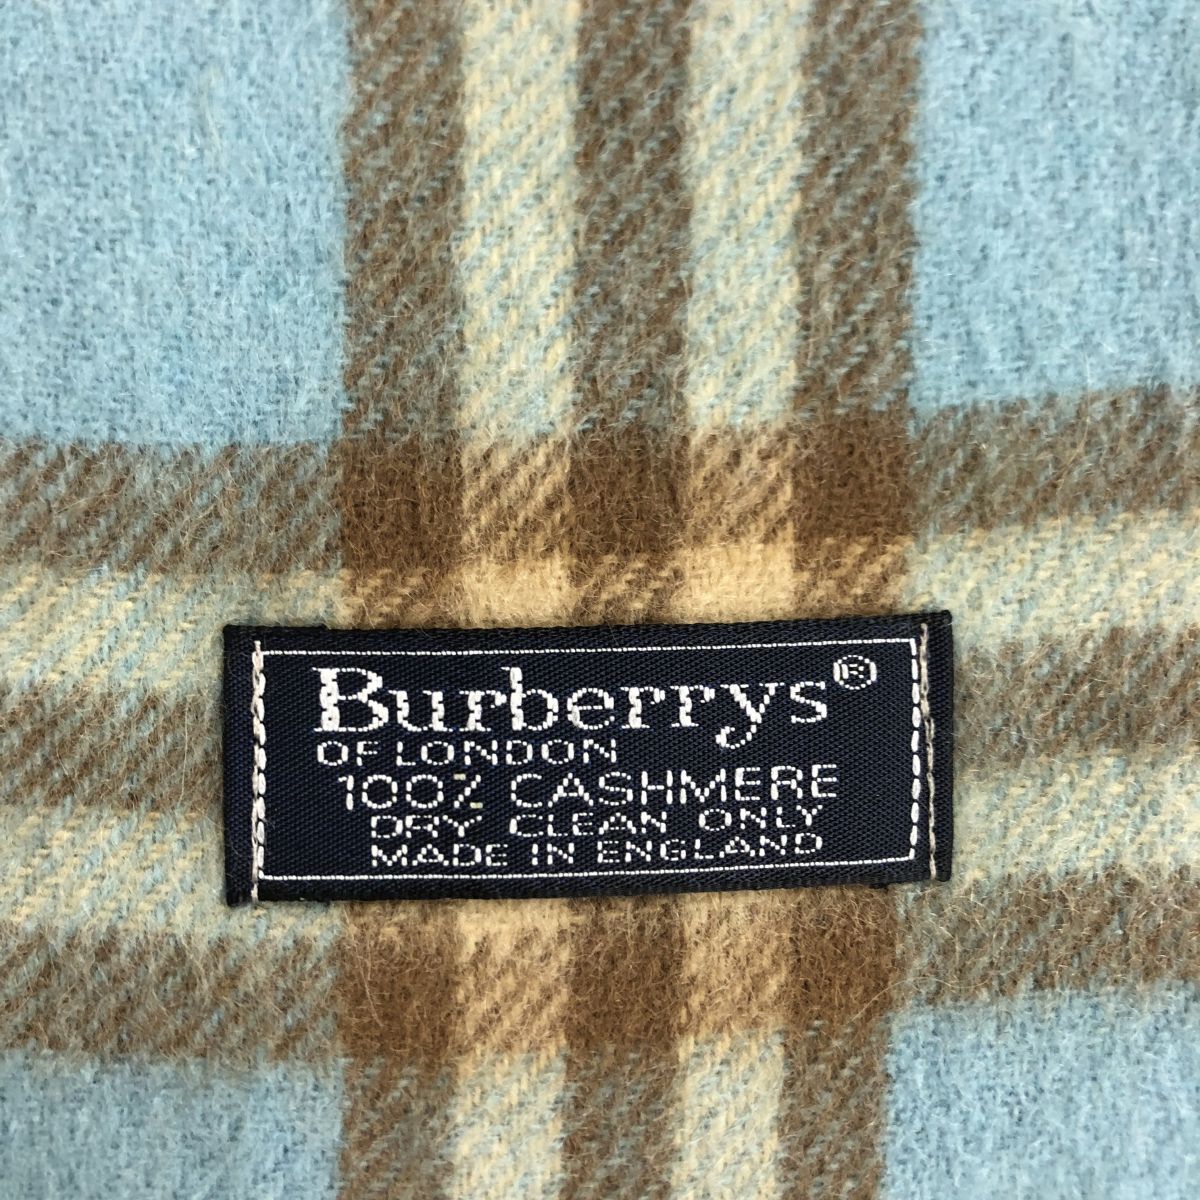 Burberrys®
OF LONDON
100% CASHMERE
DRY CLEAN ONLY
MADE IN ENGLAND